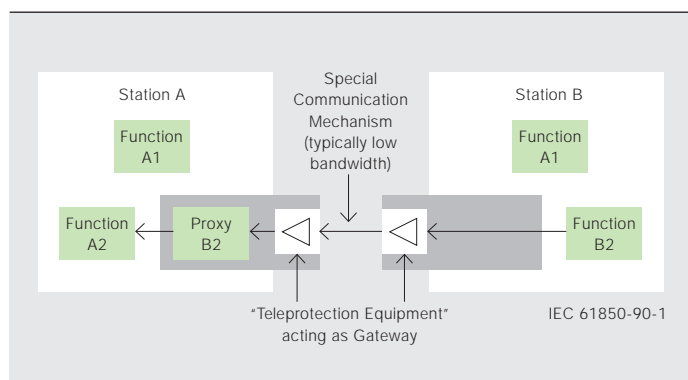 Special
Communication
Mechanism
(typically low
bandwidth)
Station A
Station B
Function
A1
Function
A1
Function
A2
Proxy
B2
Function
B2
"Teleprotection Equipment"
acting as Gateway
IEC 61850-90-1